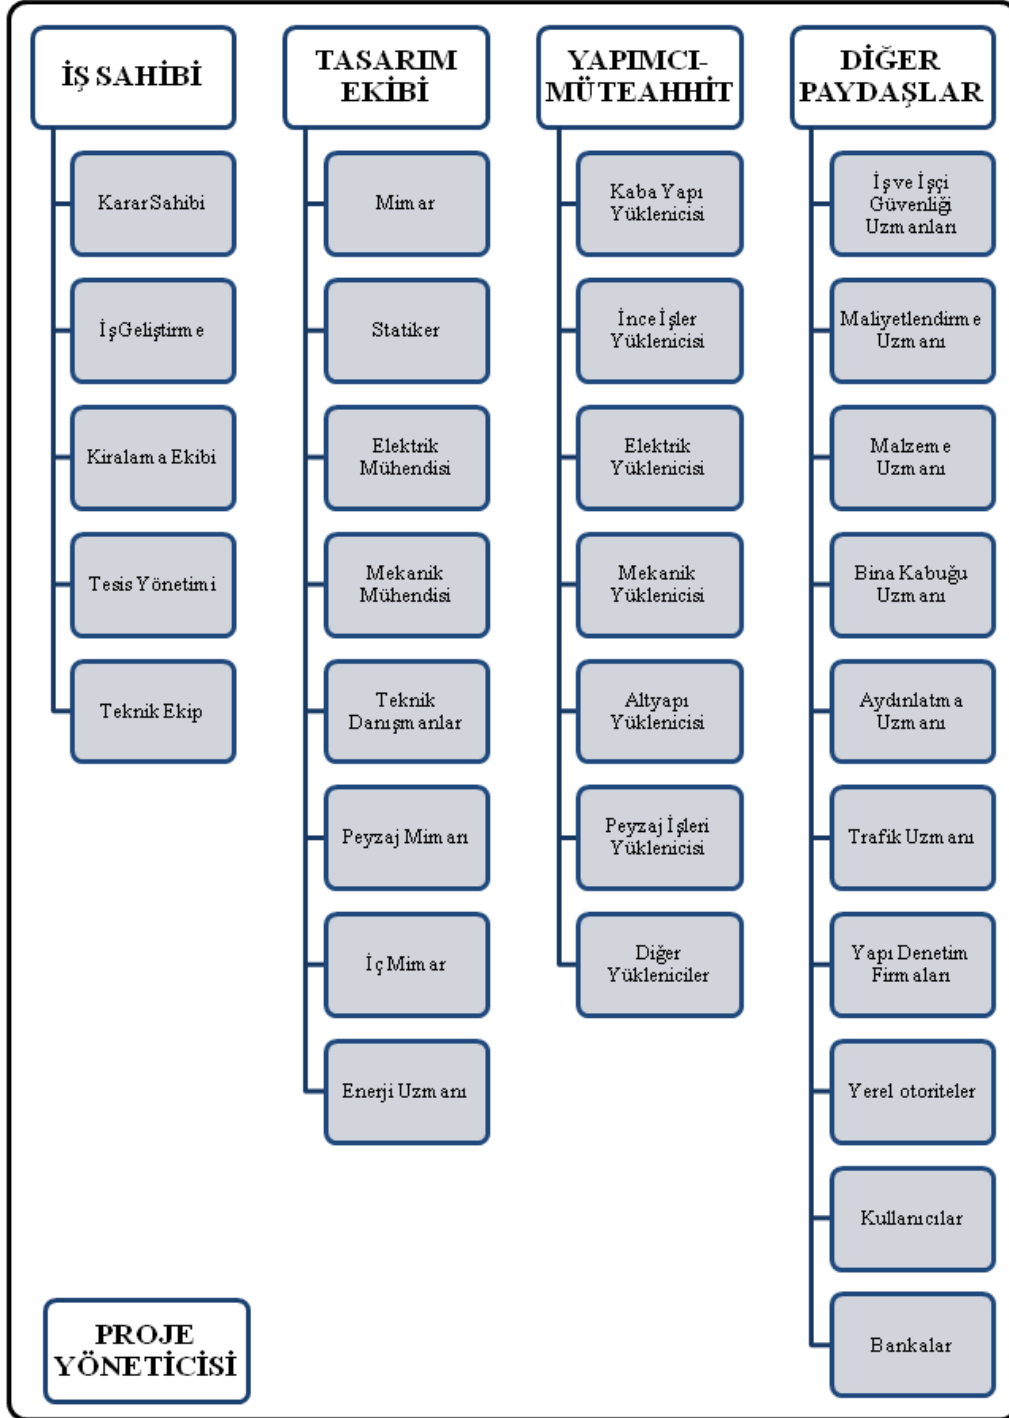 İŞ SAHİBİ
Karar Sahibi
İş Geliştirme
Kiralama Ekibi
Tesis Yönetimi
Teknik Ekip
TASARIM
EKİBİ
Mimar
Statiker
Elektrik
Mühendisi
Mekanik
Mühendisi
Teknik
Danışmanlar
Peyzaj Mimarı
İç Mimar
Enerji Uzmanı
YAPIMCI-
MÜTEAHHİT
Kaba Yapı
Yüklenicisi
İnce İşler
Yüklenicisi
Elektrik
Yüklenicisi
Mekanik
Yüklenicisi
Altyapı
Yüklenicisi
Peyzaj İşleri
Yüklenicisi
Diğer
Yükleniciler
DİĞER
PAYDAŞLAR
İş ve İşçi
Güvenliği
Uzmanları
Maliyetlendirme
Uzmanı
Malzeme
Uzmanı
Bina Kabuğu
Uzmanı
Aydınlatma
Uzmanı
Trafik Uzmanı
Yapı Denetim
Firmaları
Yerel otoriteler
Kullanıcılar
Bankalar
PROJE
YÖNETİCİSİ